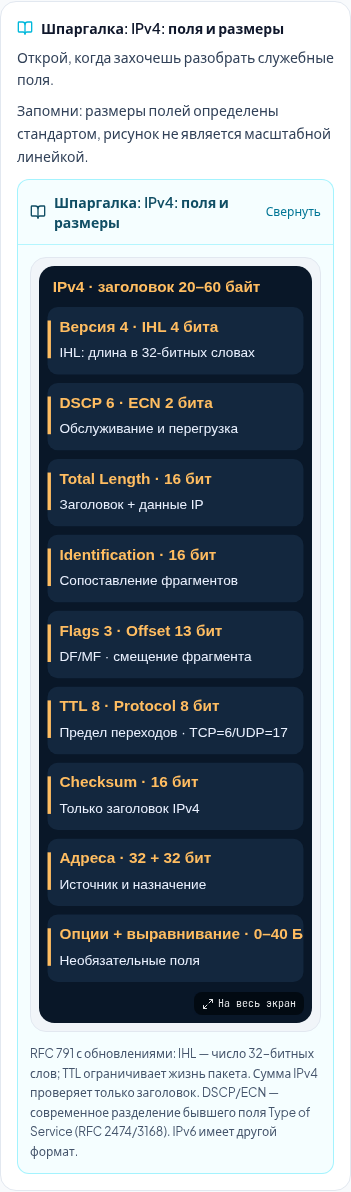 Шпаргалка: IPv4: поля и размеры
Открой, когда захочешь разобрать служебные
поля.
Запомни: размеры полей определены
стандартом, рисунок не является масштабной
линейкой.
Шпаргалка: IPv4: поля и
размеры
Свернуть
IPv4 · заголовок 20–60 байт
Версия 4 · IHL 4 бита
IHL: длина в 32-битных словах
DSCP 6 · ECN 2 бита
Обслуживание и перегрузка
Total Length · 16 бит
Заголовок + данные IP
Identification · 16 бит
Сопоставление фрагментов
Flags 3 · Offset 13 бит
DF/MF · смещение фрагмента
TTL 8 · Protocol 8 бит
Предел переходов · TCP=6/UDP=17
Checksum · 16 бит
Только заголовок IPv4
Адреса · 32 + 32 бит
Источник и назначение
Опции + выравнивание · 0–40 Б
Необязательные поля
На весь экран
RFC 791 с обновлениями: IHL — число 32-битных
слов; TTL ограничивает жизнь пакета. Сумма IPv4
проверяет только заголовок. DSCP/ECN —
современное разделение бывшего поля Type of
Service (RFC 2474/3168). IPv6 имеет другой
формат.